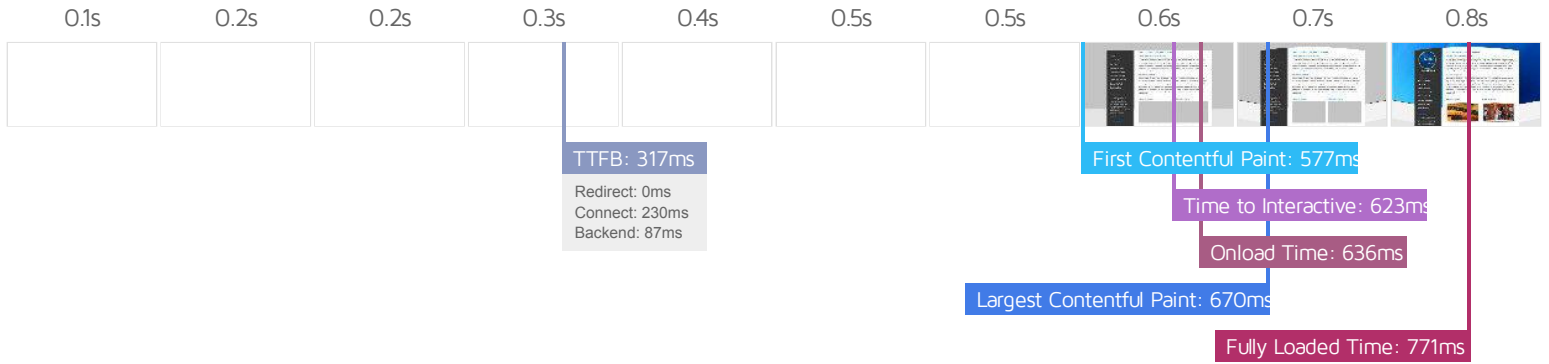 0.1s 0.2s 0.2s 0.3s 0.4s 0.5s 0.5s 0.6s 0.7s 0.8s
TTFB: 317ms
Redirect: 0ms
Connect: 230ms
Backend: 87ms
First Contentful Paint: 577ms
Time to Interactive: 623ms
Onload Time: 636ms
Largest Contentful Paint: 670ms
Fully Loaded Time: 771ms